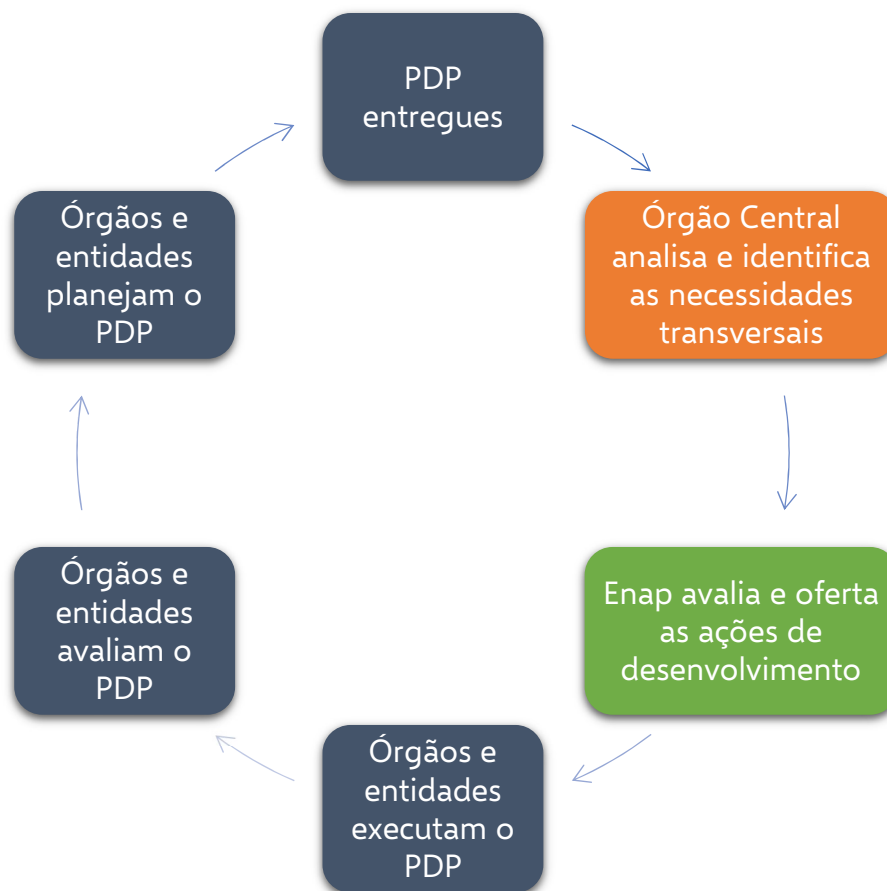 PDP
entregues
Órgão Central
analisa e identifica
as necessidades
transversais
Enap avalia e oferta
as ações de
desenvolvimento
Órgãos e
entidades
executam o
PDP
Órgãos e
entidades
avaliam o
PDP
Órgãos e
entidades
planejam o
PDP